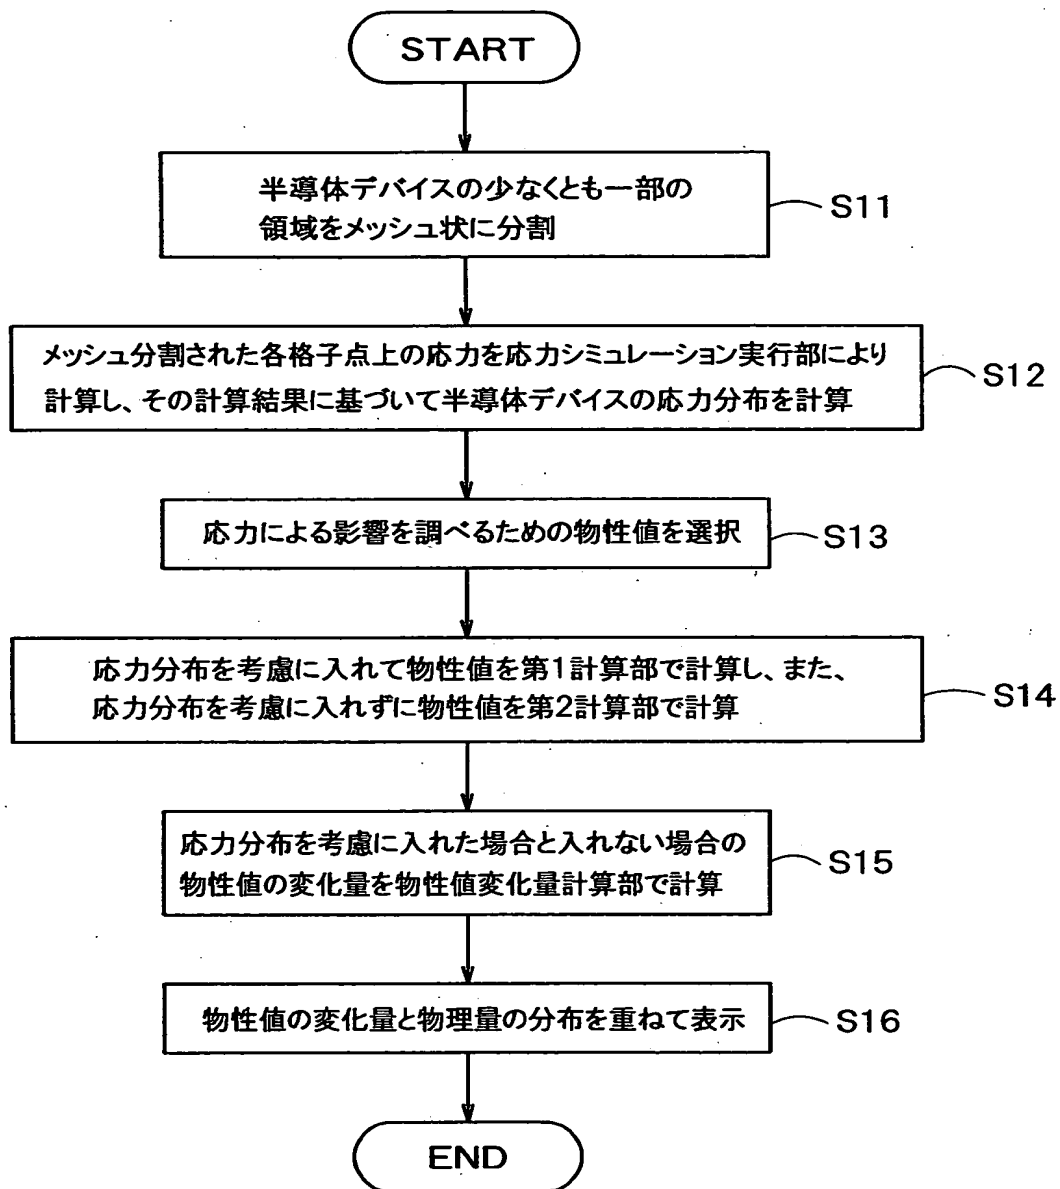 START
半導体デバイスの少なくとも一部の
領域をメッシュ状に分割
S11
メッシュ分割された各格子点上の応力を応力シミュレーション実行部により
計算し、その計算結果に基づいて半導体デバイスの応力分布を計算
S12
応力による影響を調べるための物性値を選択
S13
応力分布を考慮に入れて物性値を第1計算部で計算し、また、
応力分布を考慮に入れずに物性値を第2計算部で計算
S14
応力分布を考慮に入れた場合と入れない場合の
物性値の変化量を物性値変化量計算部で計算
S15
物性値の変化量と物理量の分布を重ねて表示
S16
END